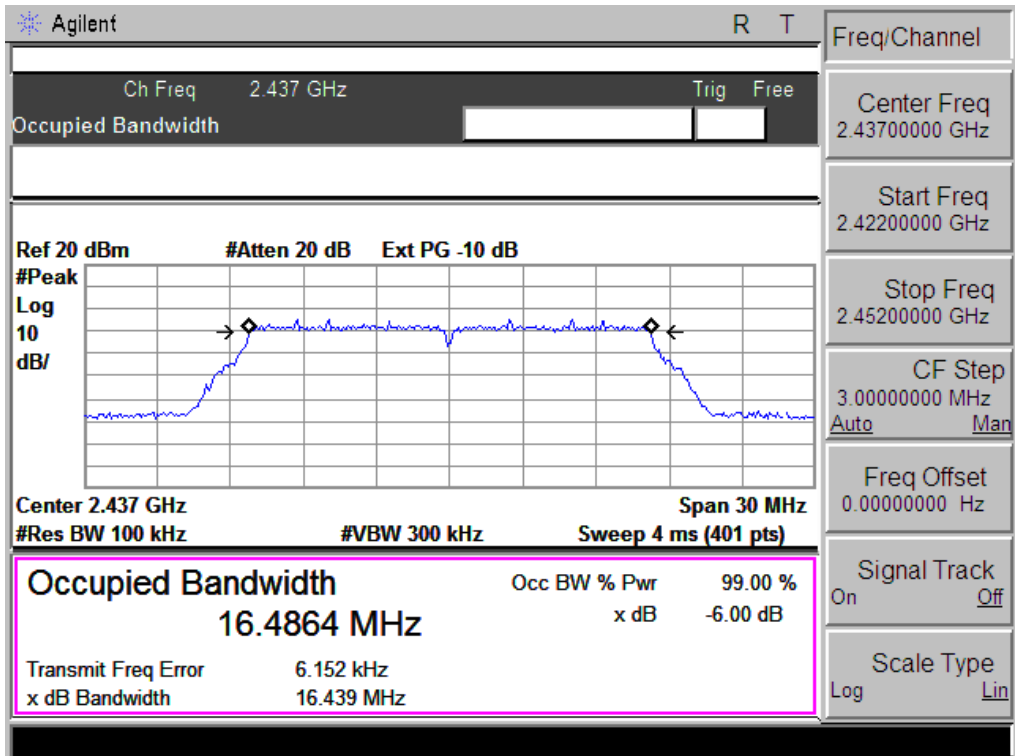 Agilent
R T
Ch Freq 2.437 GHz
Trig Free
Occupied Bandwidth
Ref 20 dBm #Atten 20 dB Ext PG -10 dB
#Peak
Log
10
dB/
Center 2.437 GHz Span 30 MHz
#Res BW 100 kHz #VBW 300 kHz Sweep 4 ms (401 pts)
Occupied Bandwidth
16.4864 MHz
Occ BW % Pwr 99.00 %
x dB -6.00 dB
Transmit Freq Error 6.152 kHz
x dB Bandwidth 16.439 MHz
Freq/Channel
Center Freq
2.43700000 GHz
Start Freq
2.42200000 GHz
Stop Freq
2.45200000 GHz
CF Step
3.00000000 MHz
Auto Man
Freq Offset
0.00000000 Hz
Signal Track
On Off
Scale Type
Log Lin